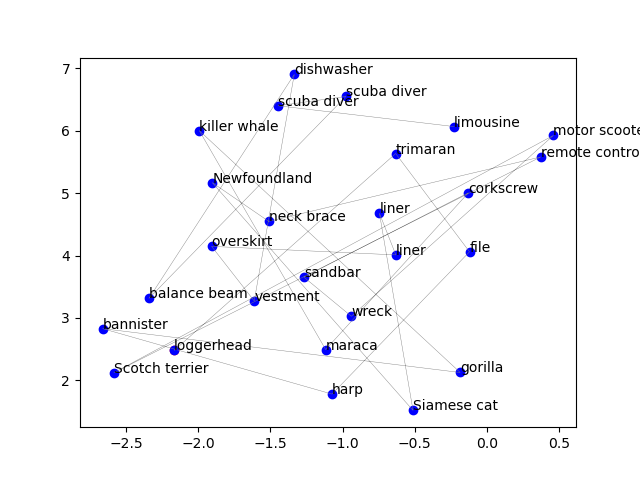 7
dishwasher
scuba diver
scuba diver
killer whale
limousine
6
motor scoote
trimaran
remote contro
Newfoundland
corkscrew
5
neck brace
liner
overskirt
liner
file
4
sandbar
balance beam
vestment
3
wreck
bannister
loggerhead
maraca
Scotch terrier
gorilla
2
harp
Siamese cat
−2.5 −2.0 −1.5 −1.0 −0.5 0.0 0.5